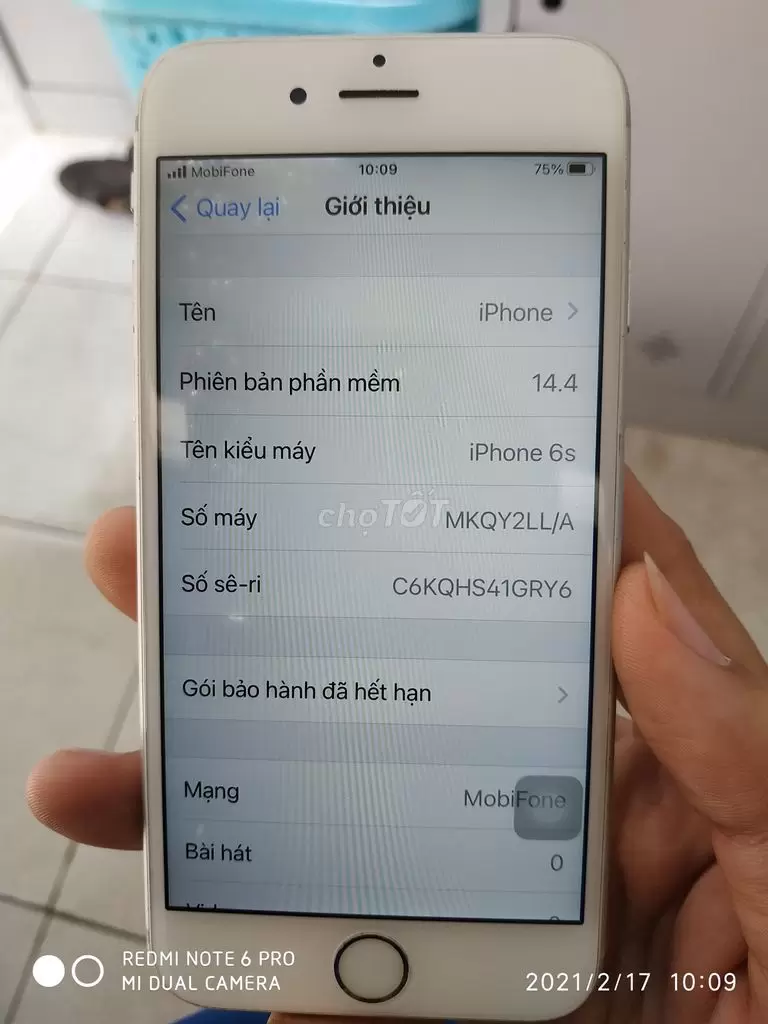 MobiFone 10:09 75%
Quay lại Giới thiệu
Tên iPhone
Phiên bản phần mềm 14.4
Tên kiểu máy iPhone 6s
Số máy MKQY2LL/A
chợTỐT
Số sê-ri C6KQHS41GRY6
Gói bảo hành đã hết hạn
Mạng MobiFone
Bài hát 0
REDMI NOTE 6 PRO
MI DUAL CAMERA
2021/2/17 10:09